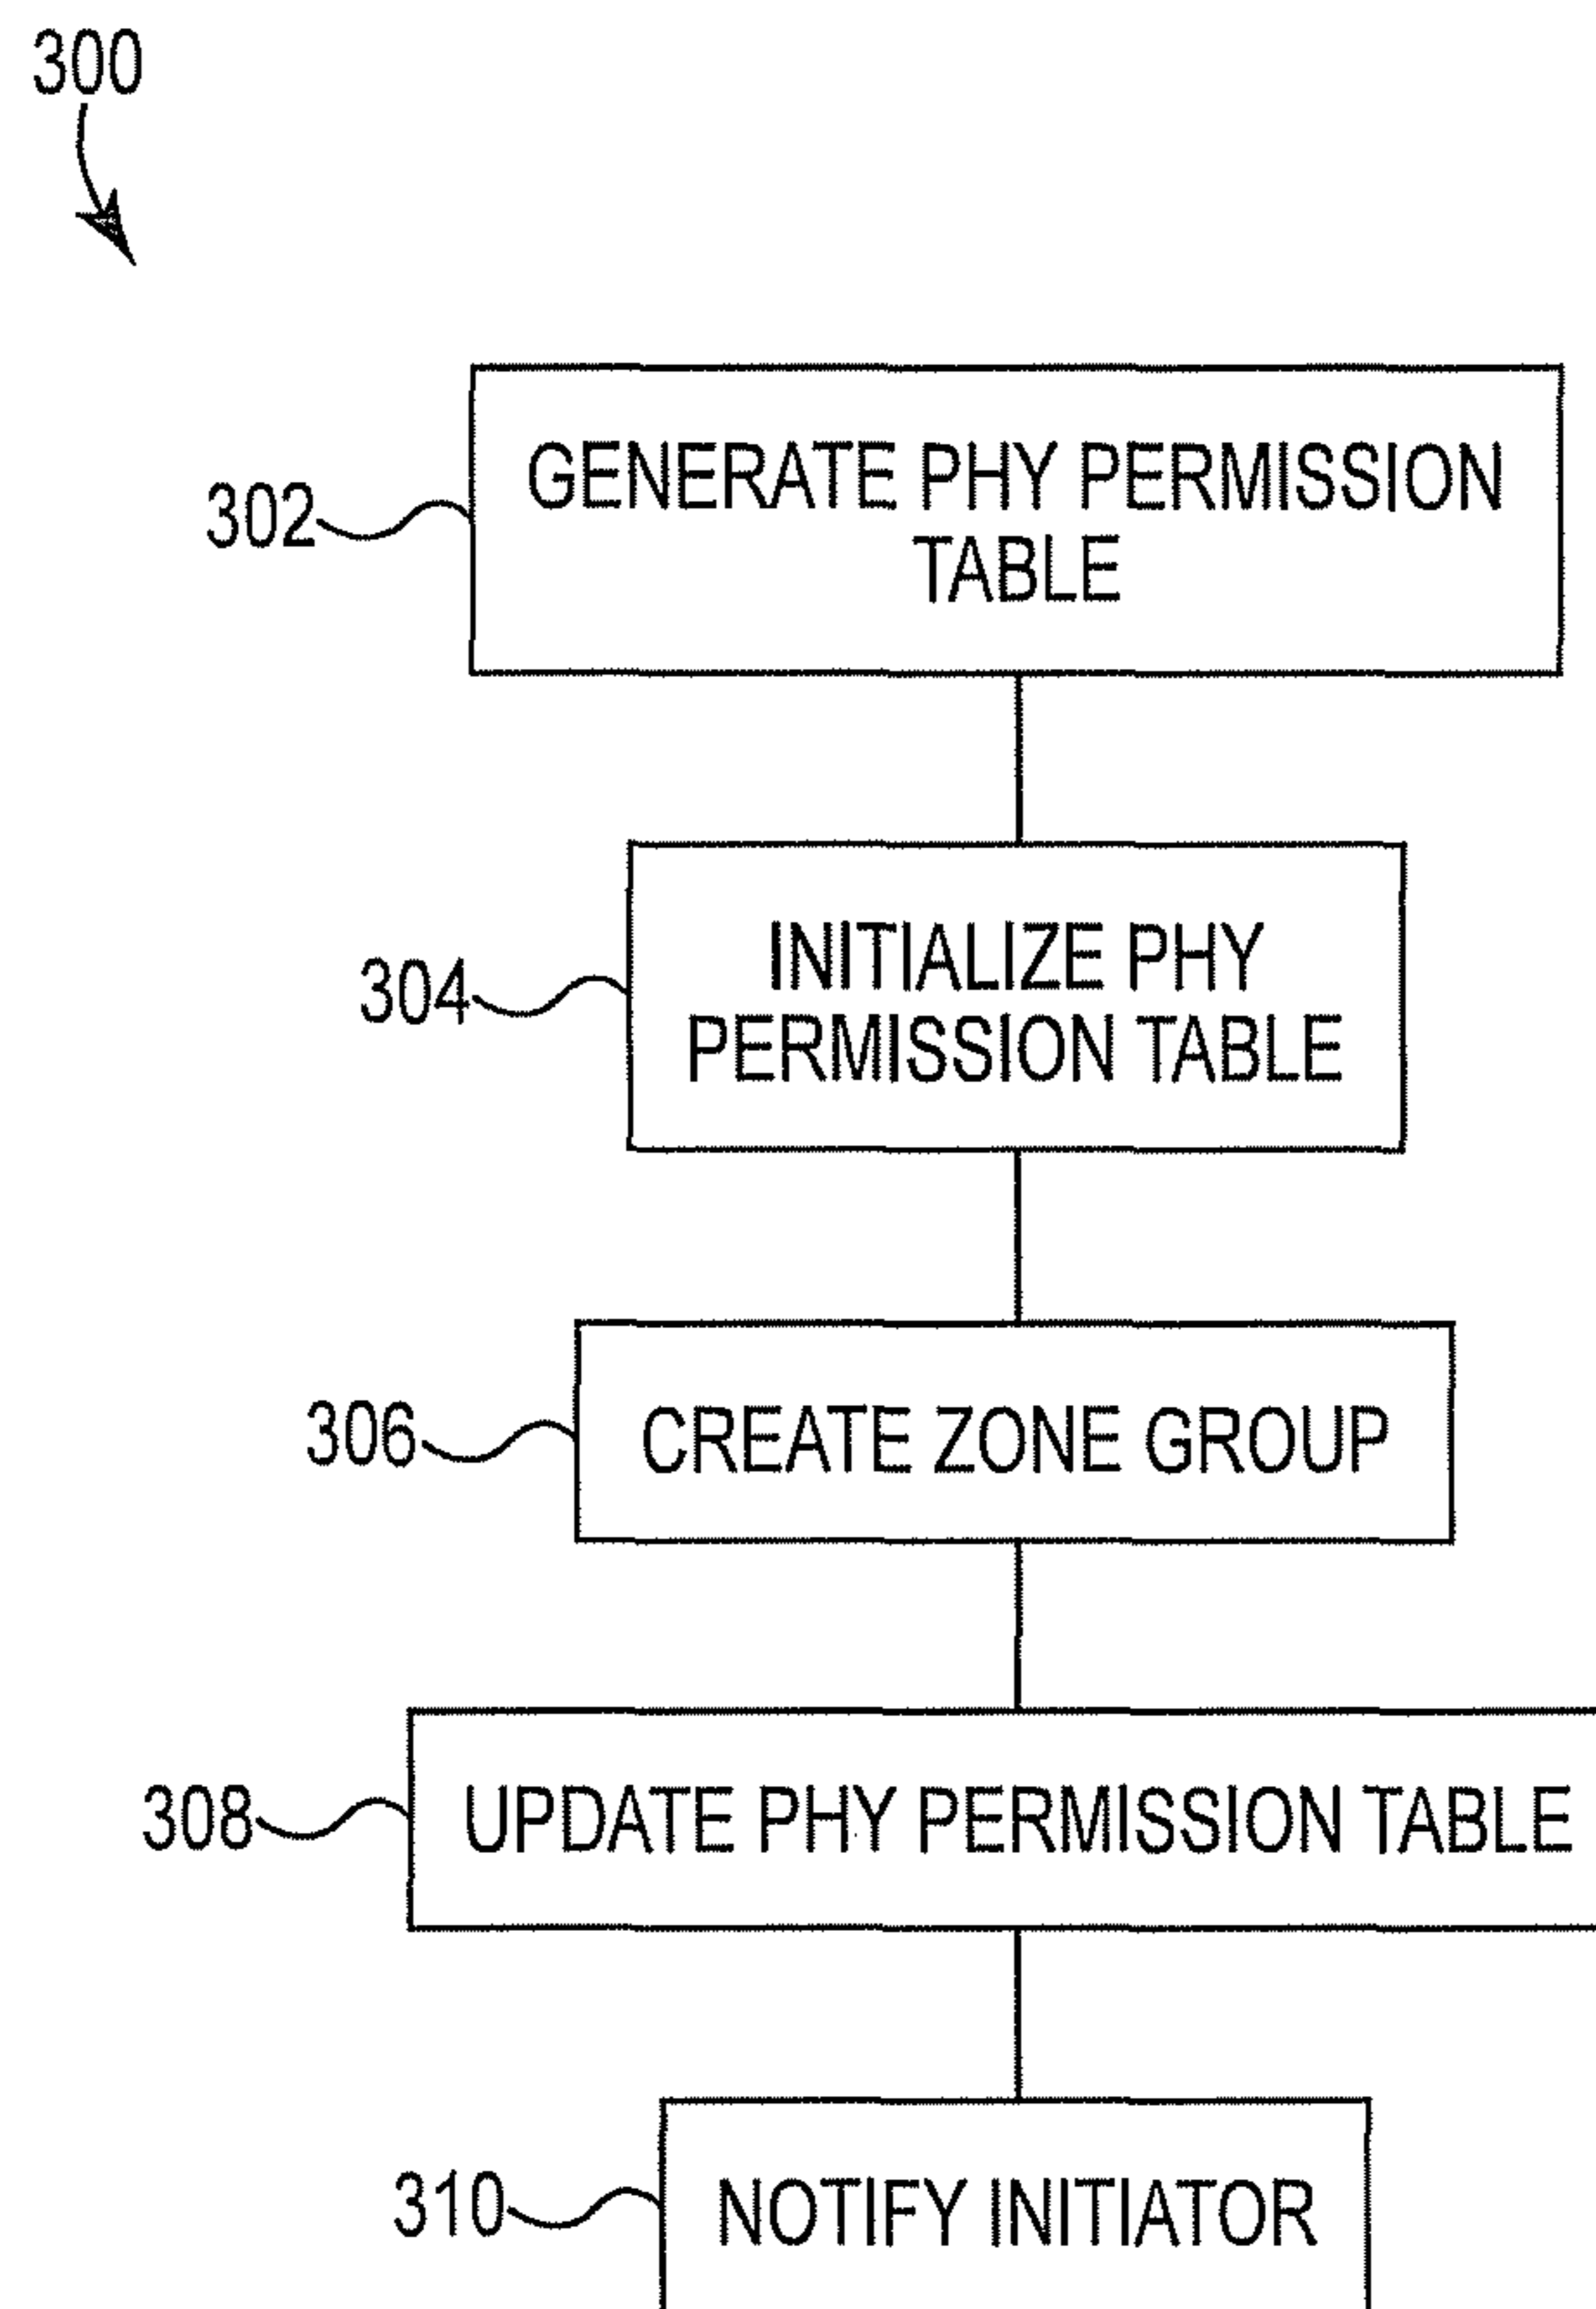 300
302
GENERATE PHY PERMISSION
TABLE
304
INITIALIZE PHY
PERMISSION TABLE
306
CREATE ZONE GROUP
308
UPDATE PHY PERMISSION TABLE
310
NOTIFY INITIATOR